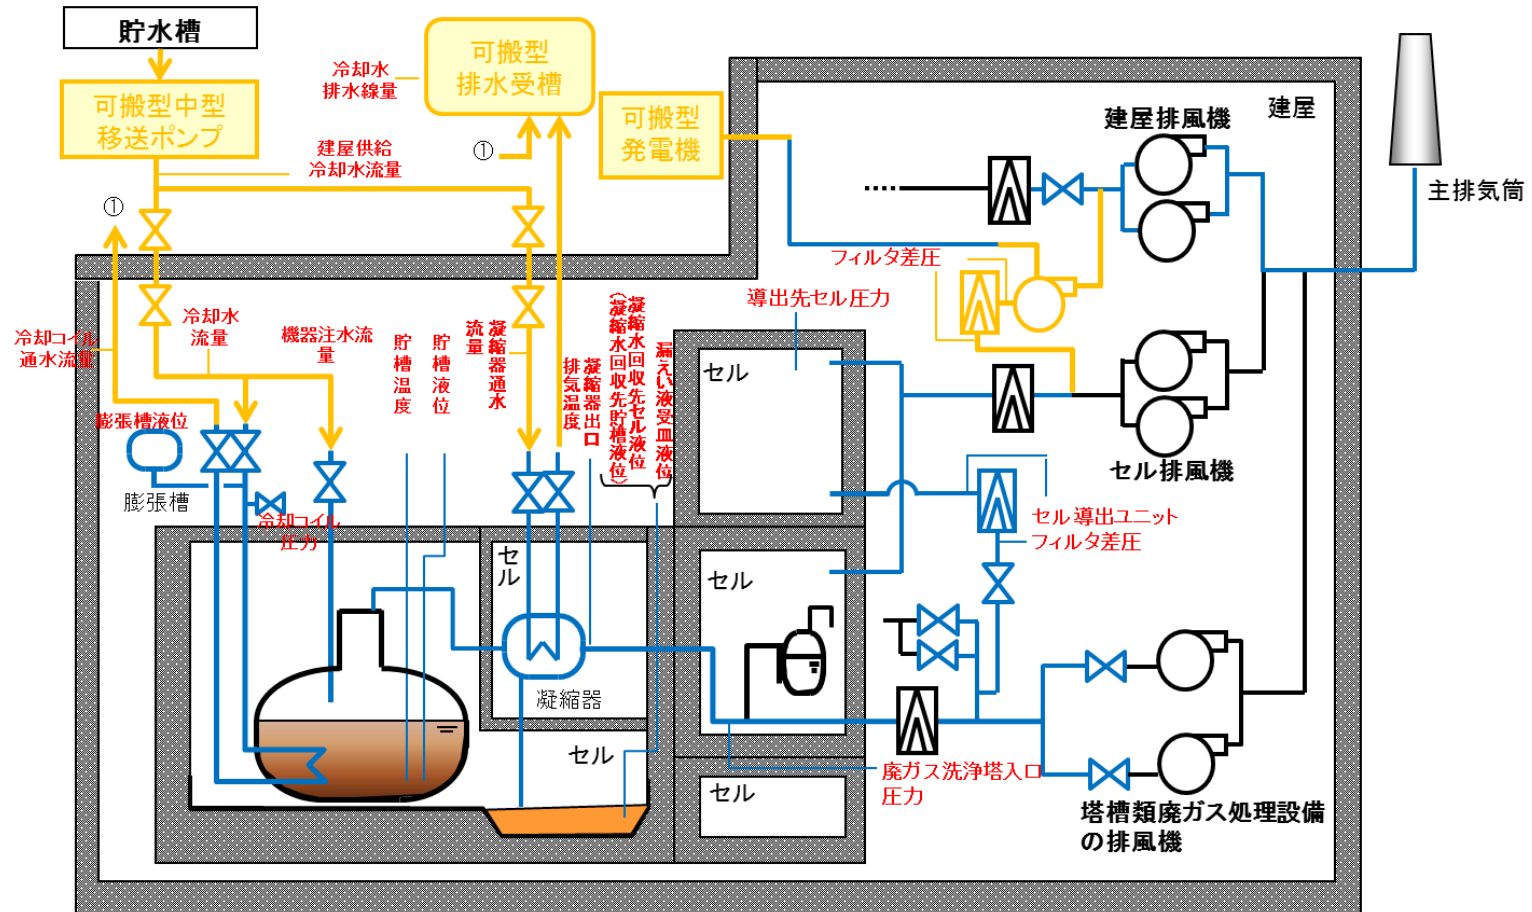 貯水槽
可搬型中型
移送ポンプ
冷却水
排水線量
可搬型
排水受槽
可搬型
発電機
建屋供給
冷却水流量
①
①
建屋排風機
建屋
主排気筒
フィルタ差圧
導出先セル圧力
冷却コイル
通水流量
冷却水
流量
機器注水流
量
貯槽温度
貯槽液位
凝縮器通水
流量
凝縮器出口
排気温度
凝縮水回収先セル液位
(凝縮水回収先貯槽液位)
漏えい液受皿液位
膨張槽液位
膨張槽
冷却コイル
圧力
セル
セル
凝縮器
セル
セル
セル
セル排風機
セル導出ユニット
フィルタ差圧
廃ガス洗浄塔入口
圧力
塔槽類廃ガス処理設備
の排風機